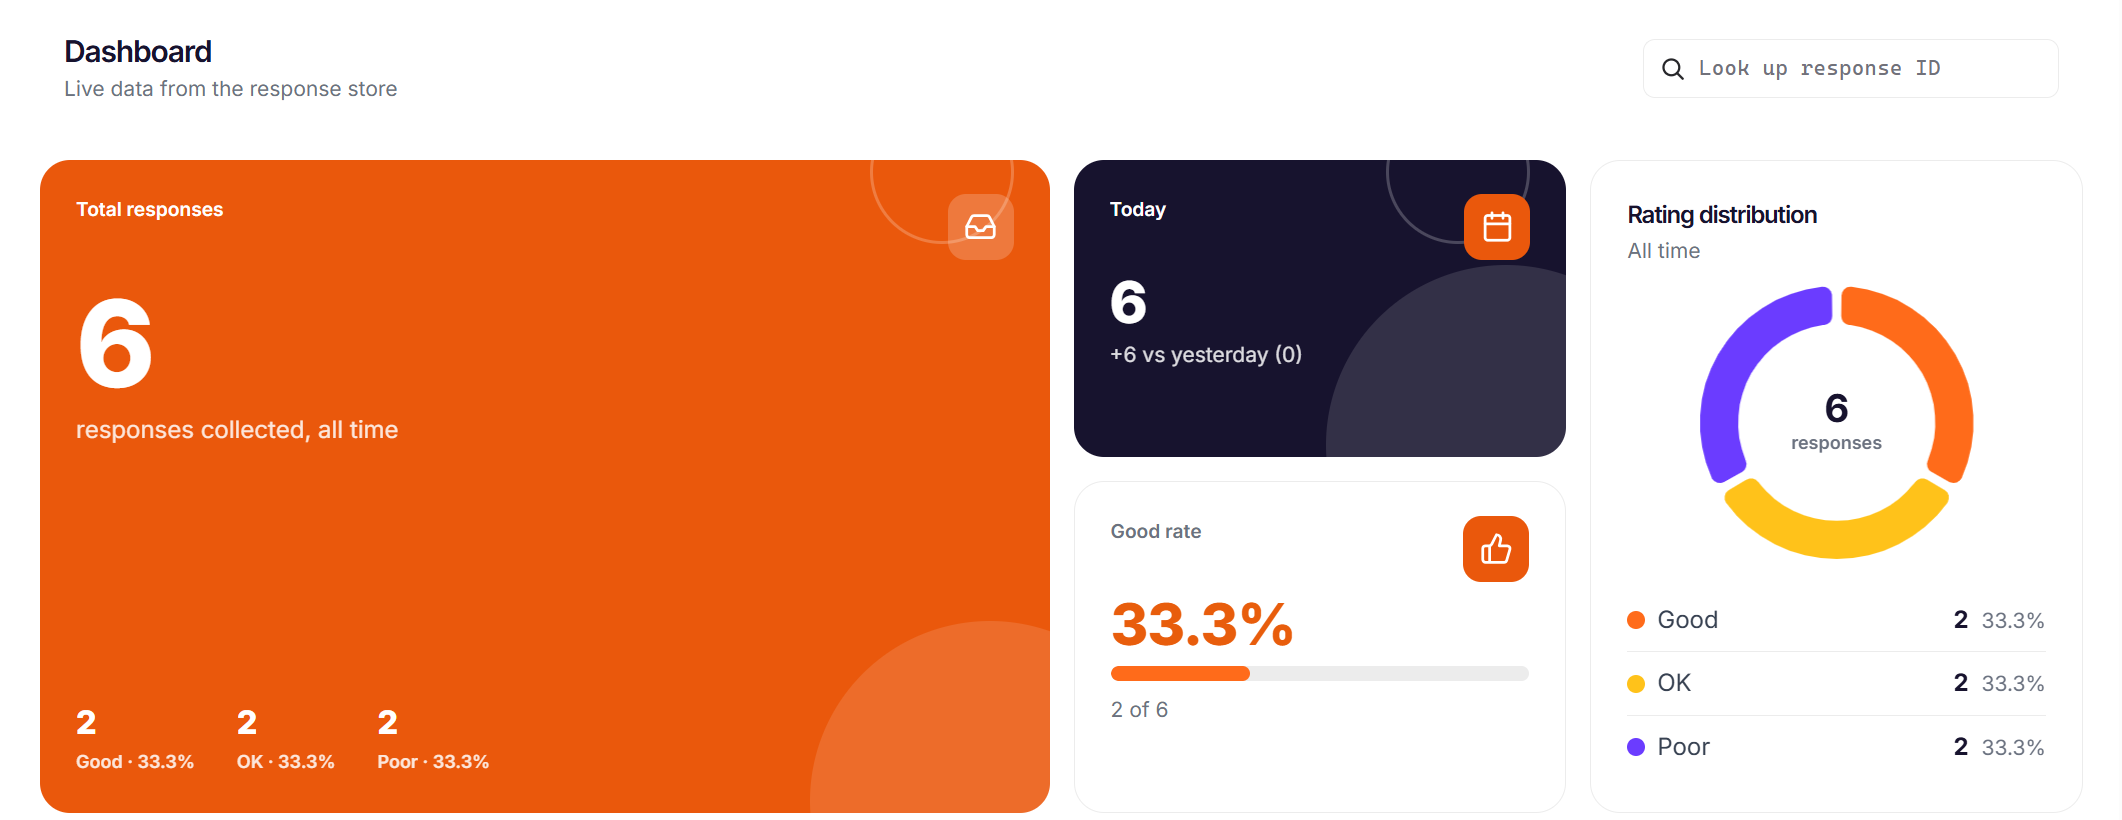 Dashboard
Live data from the response store
Look up response ID
Total responses
6
responses collected, all time
2
Good · 33.3%
2
OK · 33.3%
2
Poor · 33.3%
Today
6
+6 vs yesterday (0)
Good rate
33.3%
2 of 6
Rating distribution
All time
6
responses
Good 2 33.3%
OK 2 33.3%
Poor 2 33.3%